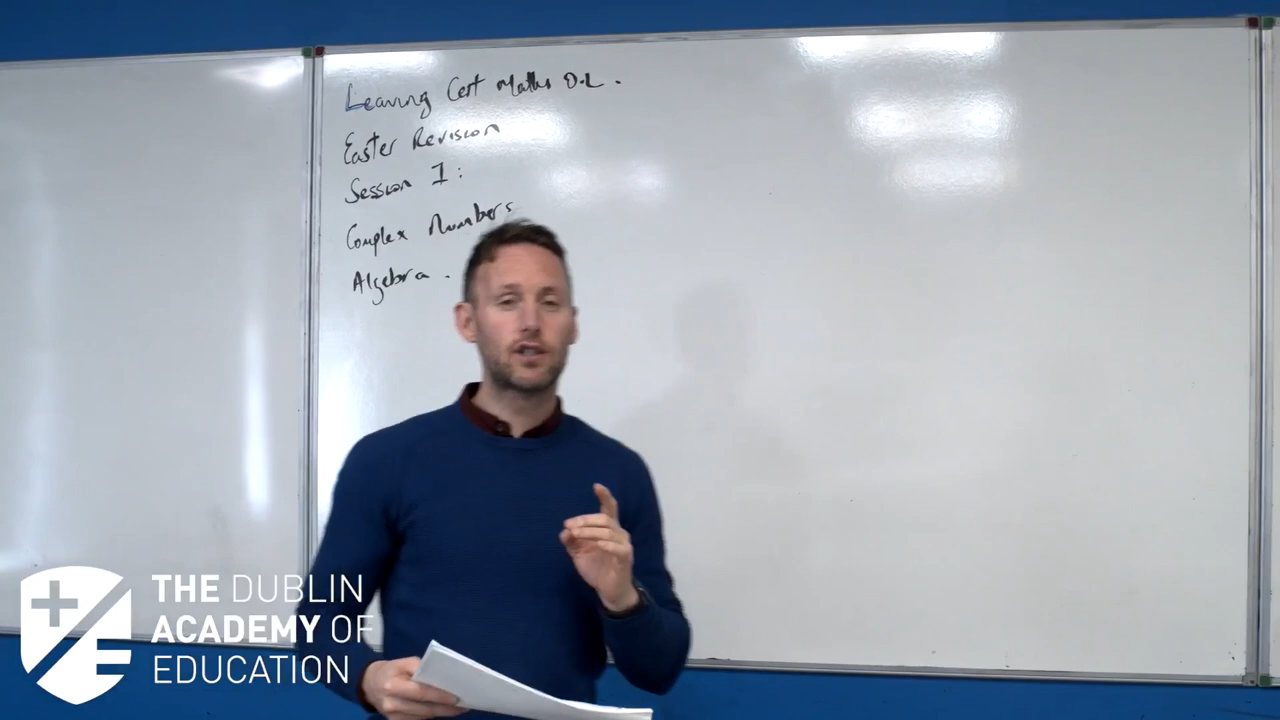 Leaving Cert Maths O.L.
Easter Revision
Session 1:
Complex Numbers
Algebra.
THE DUBLIN
ACADEMY OF
EDUCATION